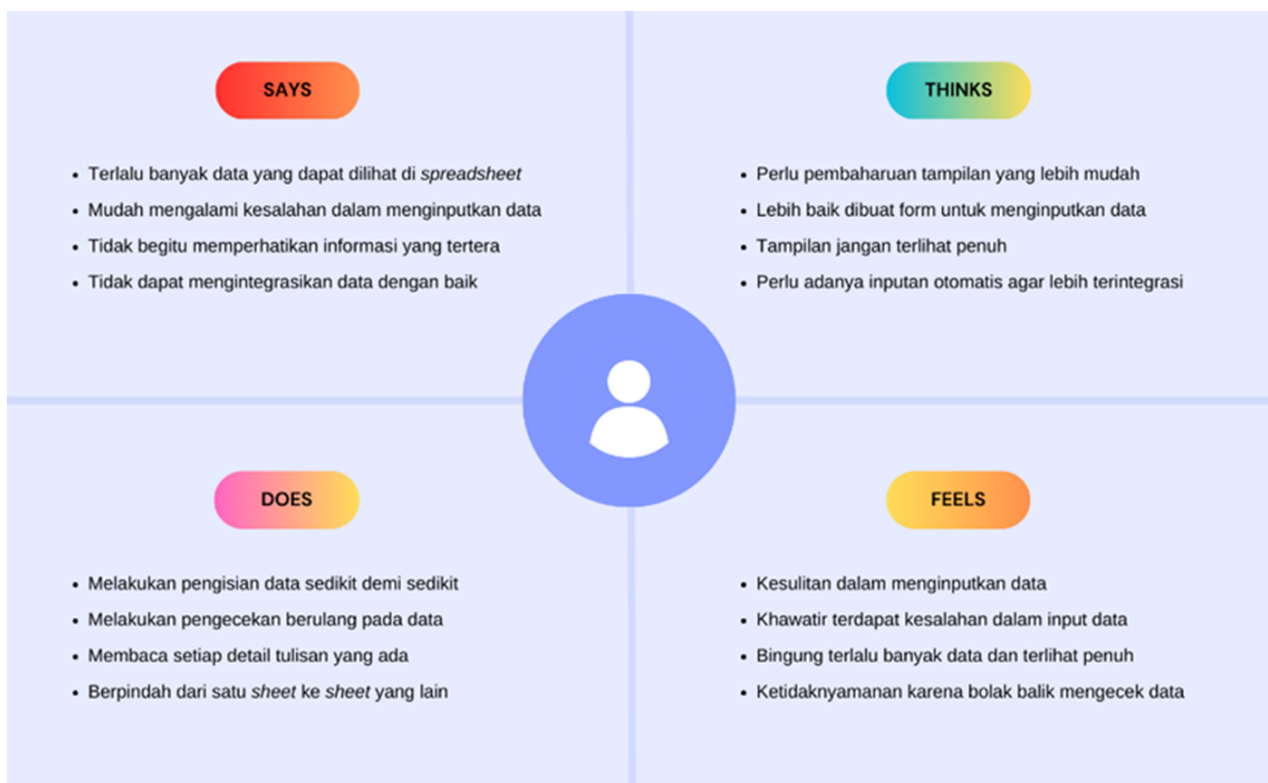 SAYS
• Terlalu banyak data yang dapat dilihat di spreadsheet
• Mudah mengalami kesalahan dalam menginputkan data
• Tidak begitu memperhatikan informasi yang tertera
• Tidak dapat mengintegrasikan data dengan baik
THINKS
• Perlu pembaharuan tampilan yang lebih mudah
• Lebih baik dibuat form untuk menginputkan data
• Tampilan jangan terlihat penuh
• Perlu adanya inputan otomatis agar lebih terintegrasi
DOES
• Melakukan pengisian data sedikit demi sedikit
• Melakukan pengecekan berulang pada data
• Membaca setiap detail tulisan yang ada
• Berpindah dari satu sheet ke sheet yang lain
FEELS
• Kesulitan dalam menginputkan data
• Khawatir terdapat kesalahan dalam input data
• Bingung terlalu banyak data dan terlihat penuh
• Ketidaknyamanan karena bolak balik mengecek data